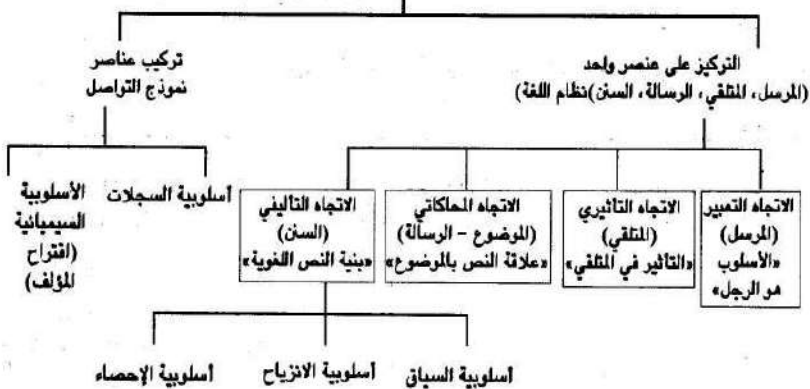 التركيز على عنصر واحد
(المرسل، المتلقي، الرسالة، السنن)نظام اللغة)
تركيب عناصر
نموذج التواصل
الاتجاه التعبير
(المرسل)
«الأسلوب
هو الرجل»
الاتجاه التأثيري
(المتلقي)
«التأثير في المتلقي»
الاتجاه المحاكاتي
(الموضوع – الرسالة)
«علاقة النص بالموضوع»
الاتجاه التأليفي
(السنن)
«بنية النص اللغوية»
أسلوبية السجلات
الأسلوبية
السيميائية
(اقتراح
المؤلف)
أسلوبية السياق
أسلوبية الانزياح
أسلوبية الإحصاء